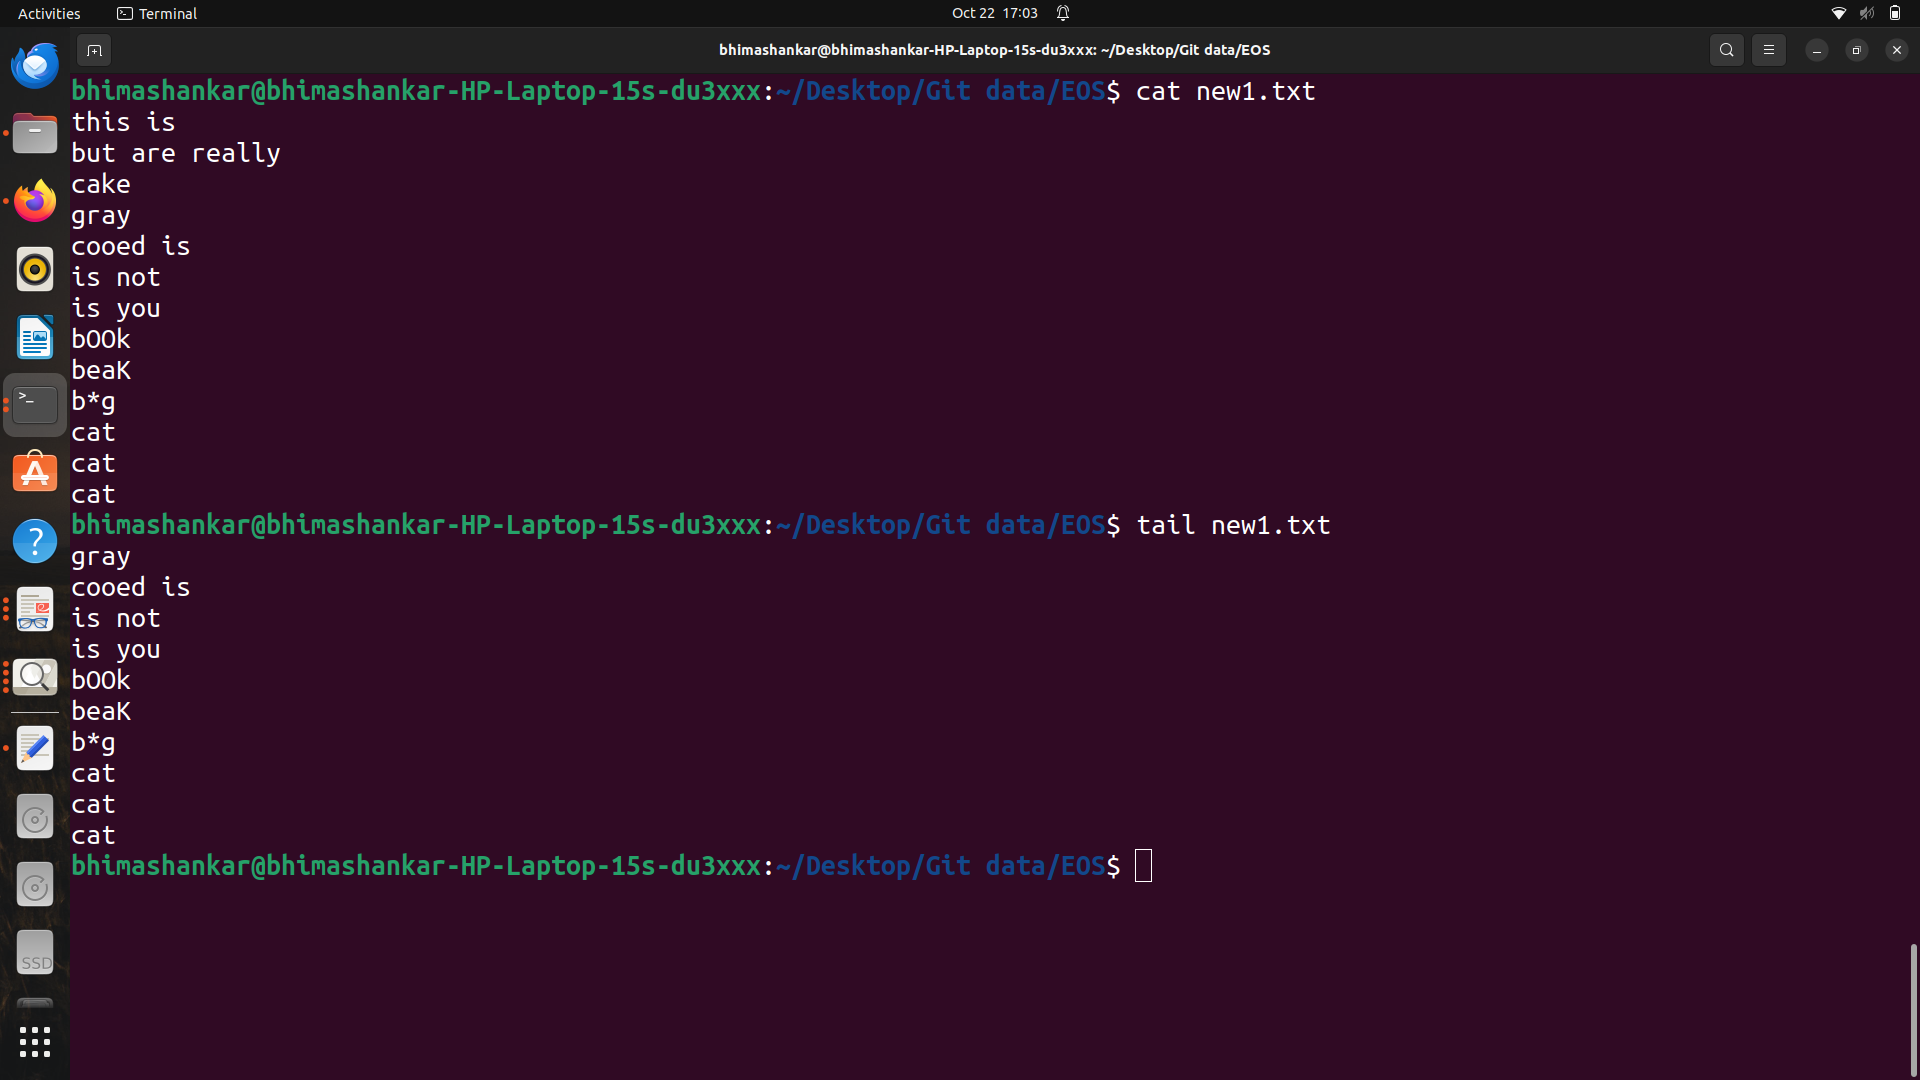 Activities Terminal Oct 22 17:03
bhimashankar@bhimashankar-HP-Laptop-15s-du3xxx: ~/Desktop/Git data/EOS
bhimashankar@bhimashankar-HP-Laptop-15s-du3xxx:~/Desktop/Git data/EOS$ cat new1.txt
this is
but are really
cake
gray
cooed is
is not
is you
bOOk
beaK
b*g
cat
cat
cat
bhimashankar@bhimashankar-HP-Laptop-15s-du3xxx:~/Desktop/Git data/EOS$ tail new1.txt
gray
cooed is
is not
is you
bOOk
beaK
b*g
cat
cat
cat
bhimashankar@bhimashankar-HP-Laptop-15s-du3xxx:~/Desktop/Git data/EOS$
SSD